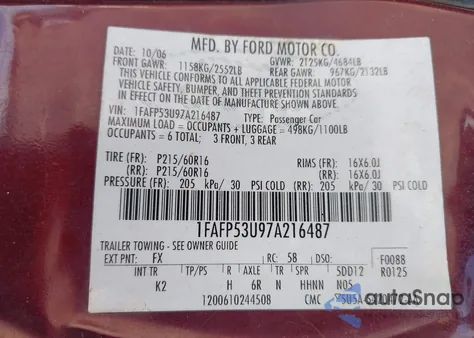 MFD. BY FORD MOTOR CO.
DATE: 10/06 GVWR: 2125KG/4684LB
FRONT GAWR: 1158KG/2552LB REAR GAWR: 967KG/2132LB
THIS VEHICLE CONFORMS TO ALL APPLICABLE FEDERAL MOTOR
VEHICLE SAFETY, BUMPER, AND THEFT PREVENTION STANDARDS
IN EFFECT ON THE DATE OF MANUFACTURE SHOWN ABOVE.
VIN: 1FAFP53U97A216487 TYPE: Passenger Car
MAXIMUM LOAD = OCCUPANTS + LUGGAGE = 498KG/1100LB
OCCUPANTS = 6 TOTAL; 3 FRONT, 3 REAR
TIRE (FR): P215/60R16 RIMS (FR): 16X6.0J
(RR): P215/60R16 (RR): 16X6.0J
PRESSURE (FR): 205 kPa/ 30 PSI COLD (RR): 205 kPa/ 30 PSI COLD
1FAFP53U97A216487
TRAILER TOWING - SEE OWNER GUIDE
EXT PNT: FX RC: 58 DSO: F0088
INT TR TP/PS R AXLE TR SPR SDD12 R0125
K2 H 6R N HHNN N05
1200610244508 CMC
autoSnap
by AutoAstat